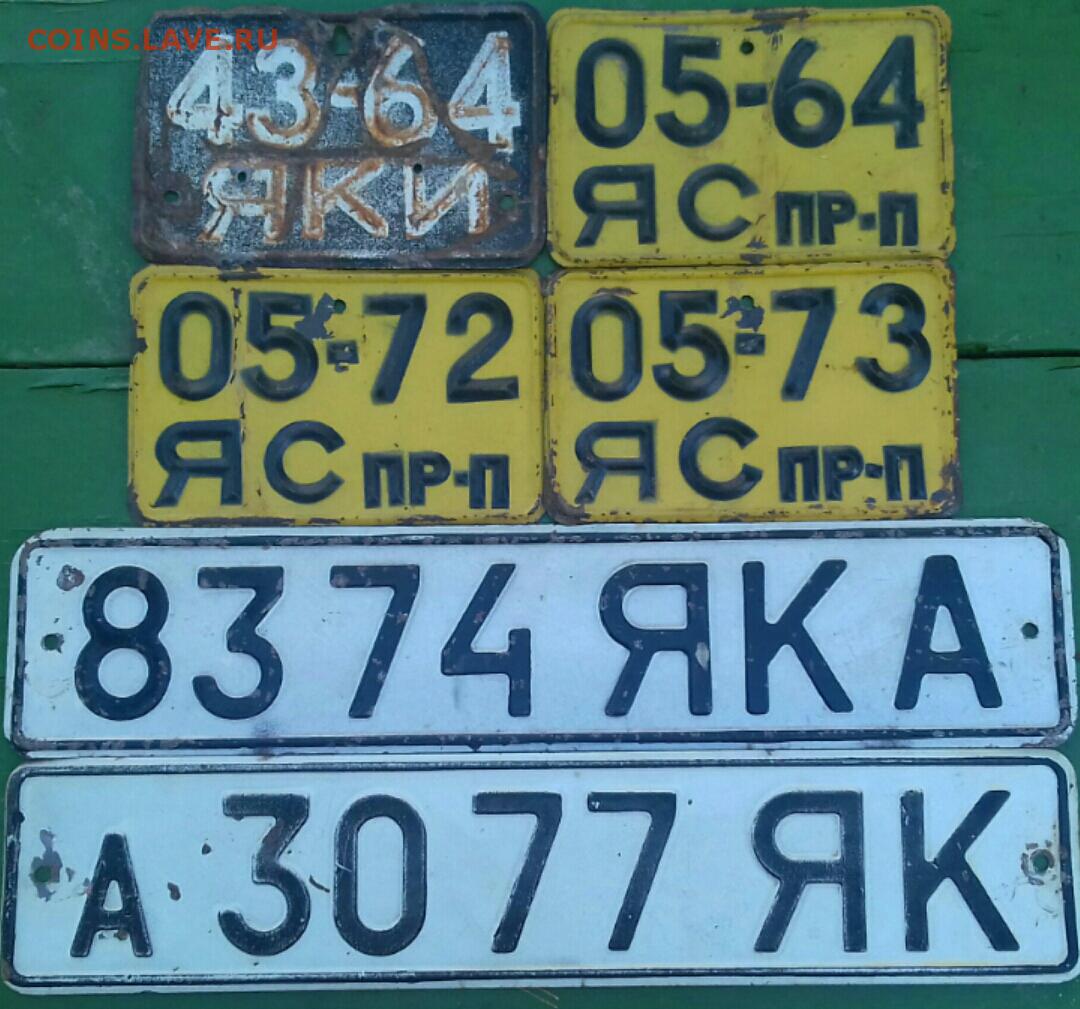 COINS.LAVE.RU
43-64
ЯКИ
05-64
ЯС ПР-П
05-72
ЯС ПР-П
05-73
ЯС ПР-П
8374 ЯКА
А 3077 ЯК